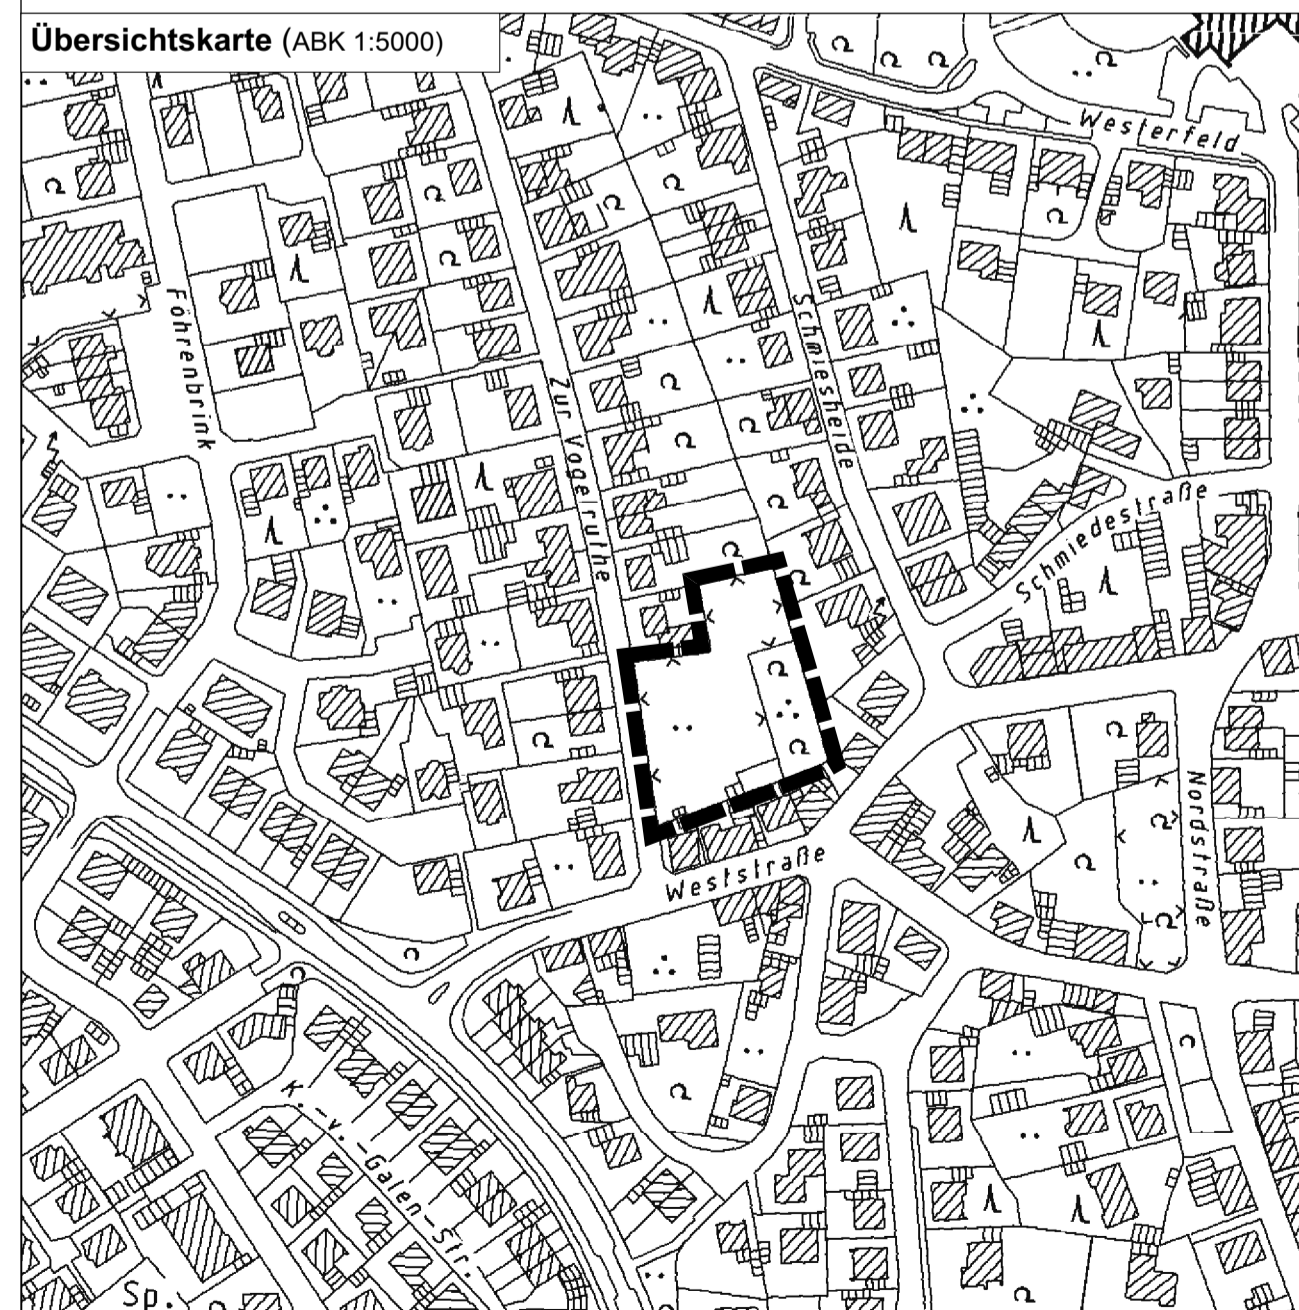 Übersichtskarte (ABK 1:5000)
Westerfeld
Föhrenbrink
Schmiesheide
Zur Vogelruthe
Schmiedestraße
Nordstraße
Weststraße
K.-v.-Galen-Str.
Sp.